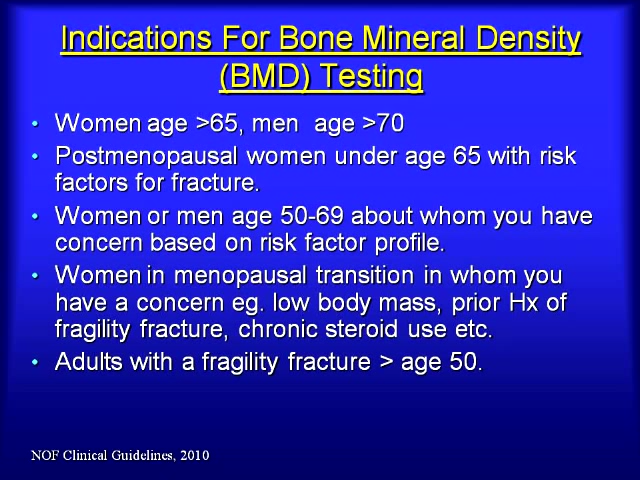 Indications For Bone Mineral Density
(BMD) Testing
• Women age >65, men  age >70
• Postmenopausal women under age 65 with risk
factors for fracture.
• Women or men age 50-69 about whom you have
concern based on risk factor profile.
• Women in menopausal transition in whom you
have a concern eg. low body mass, prior Hx of
fragility fracture, chronic steroid use etc.
• Adults with a fragility fracture > age 50.
NOF Clinical Guidelines, 2010